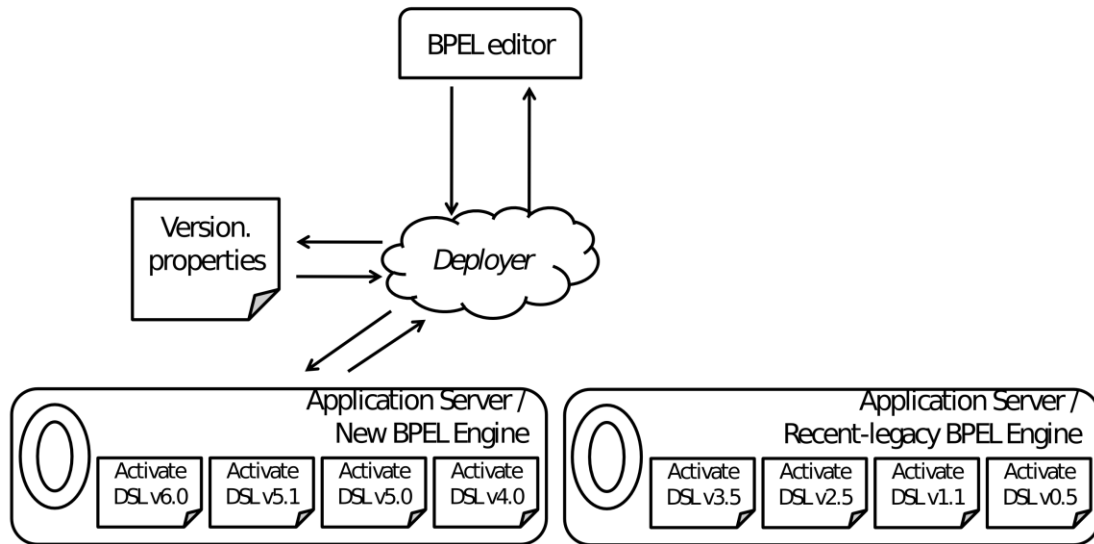 BPEL editor
Version.
properties
Deployer
Application Server /
New BPEL Engine
Activate
DSL v6.0
Activate
DSL v5.1
Activate
DSL v5.0
Activate
DSL v4.0
Application Server /
Recent-legacy BPEL Engine
Activate
DSL v3.5
Activate
DSL v2.5
Activate
DSL v1.1
Activate
DSL v0.5